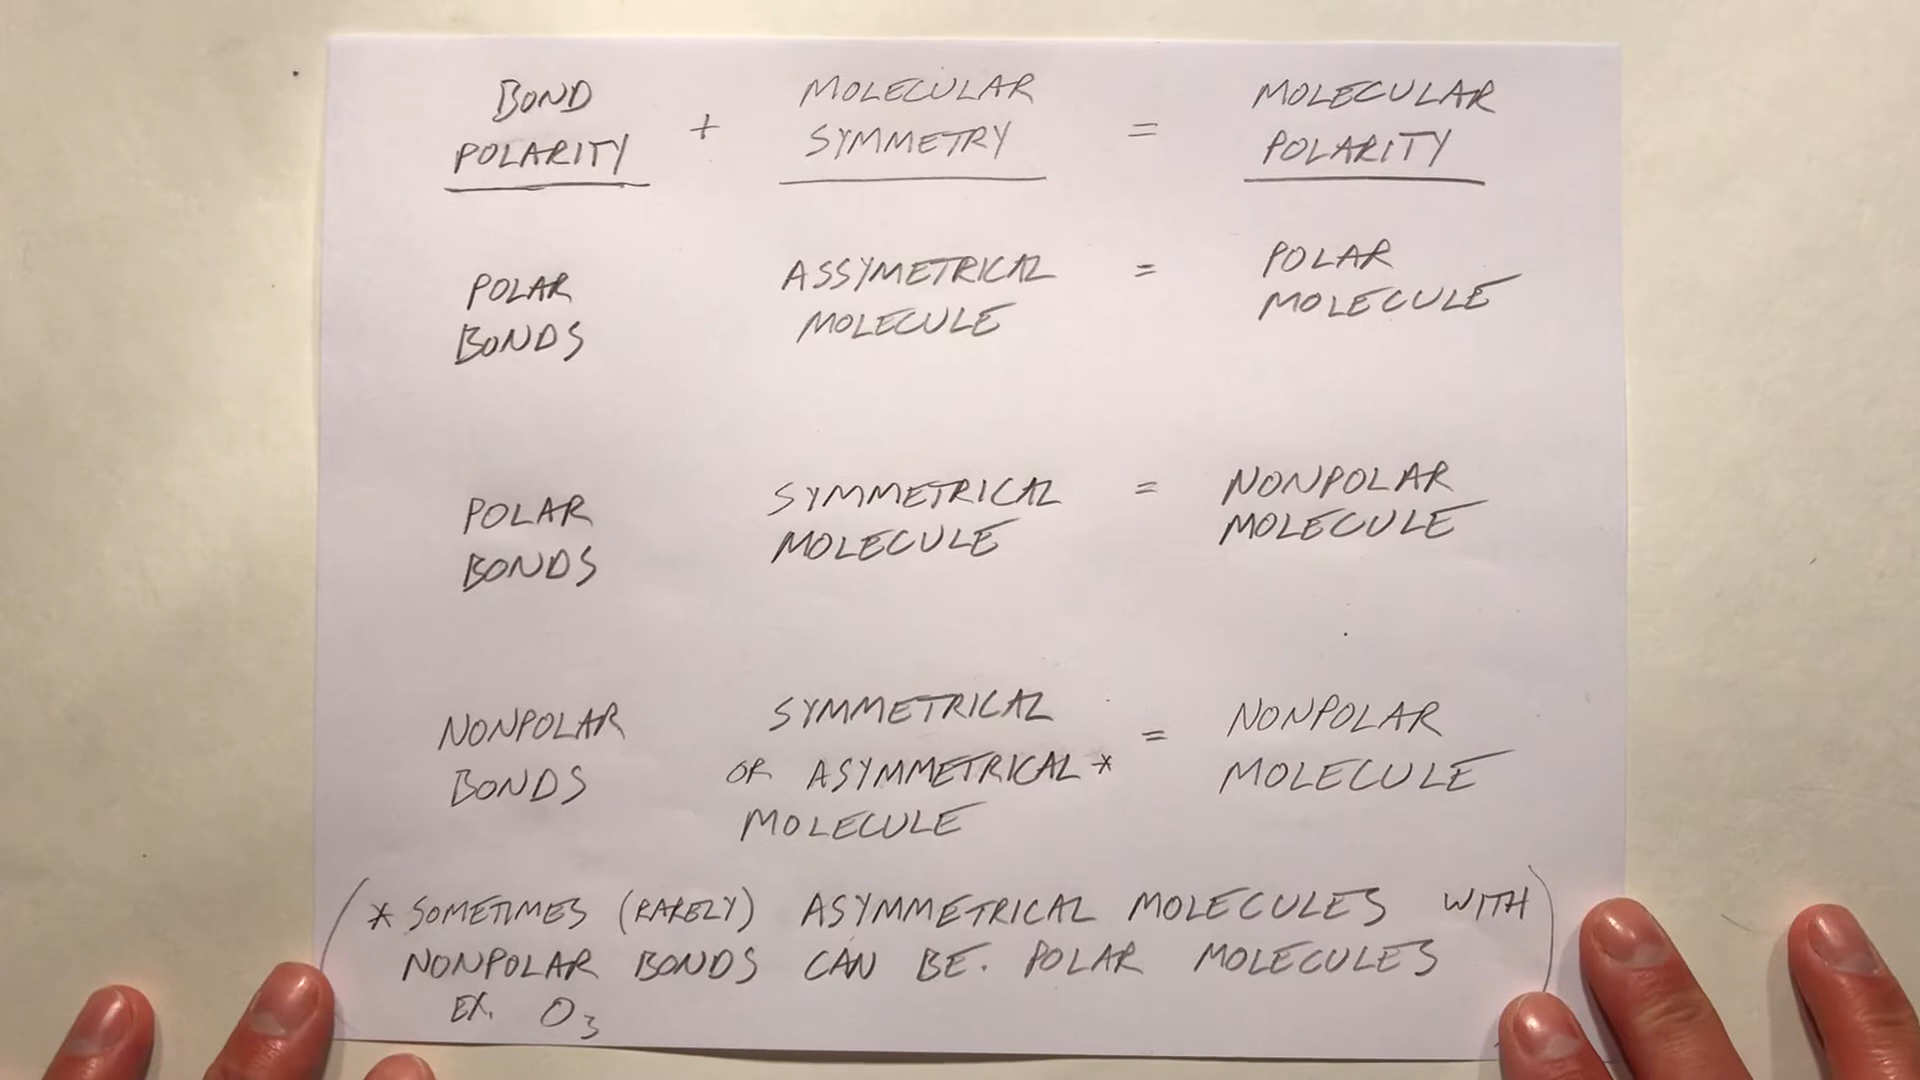 BOND POLARITY + MOLECULAR SYMMETRY = MOLECULAR POLARITY
POLAR BONDS ASSYMETRICAL MOLECULE = POLAR MOLECULE
POLAR BONDS SYMMETRICAL MOLECULE = NONPOLAR MOLECULE
NONPOLAR BONDS SYMMETRICAL OR ASYMMETRICAL* MOLECULE = NONPOLAR MOLECULE
(* SOMETIMES (RARELY) ASYMMETRICAL MOLECULES WITH
NONPOLAR BONDS CAN BE. POLAR MOLECULES)
EX. O₃